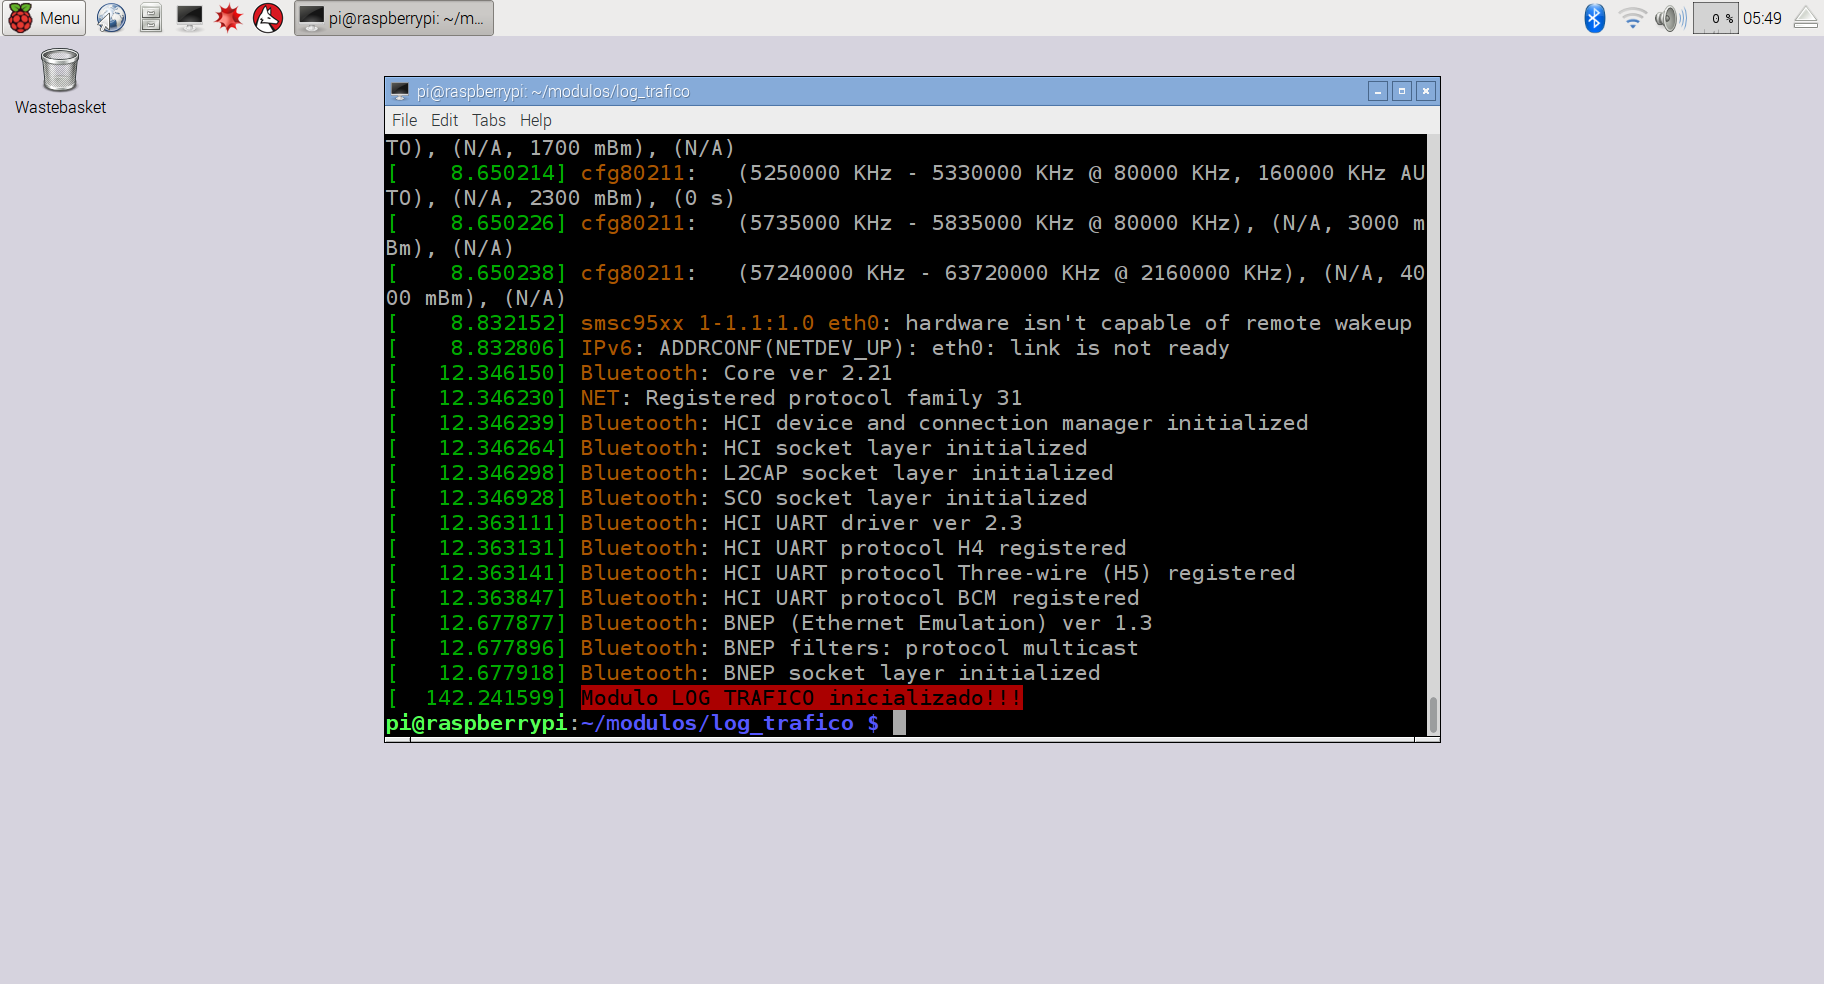 Menu
pi@raspberrypi: ~/m...
0 %
05:49
Wastebasket
pi@raspberrypi: ~/modulos/log_trafico
File Edit Tabs Help
TO), (N/A, 1700 mBm), (N/A)
[    8.650214] cfg80211:   (5250000 KHz - 5330000 KHz @ 80000 KHz, 160000 KHz AU
TO), (N/A, 2300 mBm), (0 s)
[    8.650226] cfg80211:   (5735000 KHz - 5835000 KHz @ 80000 KHz), (N/A, 3000 m
Bm), (N/A)
[    8.650238] cfg80211:   (57240000 KHz - 63720000 KHz @ 2160000 KHz), (N/A, 40
00 mBm), (N/A)
[    8.832152] smsc95xx 1-1.1:1.0 eth0: hardware isn't capable of remote wakeup
[    8.832806] IPv6: ADDRCONF(NETDEV_UP): eth0: link is not ready
[   12.346150] Bluetooth: Core ver 2.21
[   12.346230] NET: Registered protocol family 31
[   12.346239] Bluetooth: HCI device and connection manager initialized
[   12.346264] Bluetooth: HCI socket layer initialized
[   12.346298] Bluetooth: L2CAP socket layer initialized
[   12.346928] Bluetooth: SCO socket layer initialized
[   12.363111] Bluetooth: HCI UART driver ver 2.3
[   12.363131] Bluetooth: HCI UART protocol H4 registered
[   12.363141] Bluetooth: HCI UART protocol Three-wire (H5) registered
[   12.363847] Bluetooth: HCI UART protocol BCM registered
[   12.677877] Bluetooth: BNEP (Ethernet Emulation) ver 1.3
[   12.677896] Bluetooth: BNEP filters: protocol multicast
[   12.677918] Bluetooth: BNEP socket layer initialized
[  142.241599] Modulo LOG TRAFICO inicializado!!!
pi@raspberrypi:~/modulos/log_trafico $